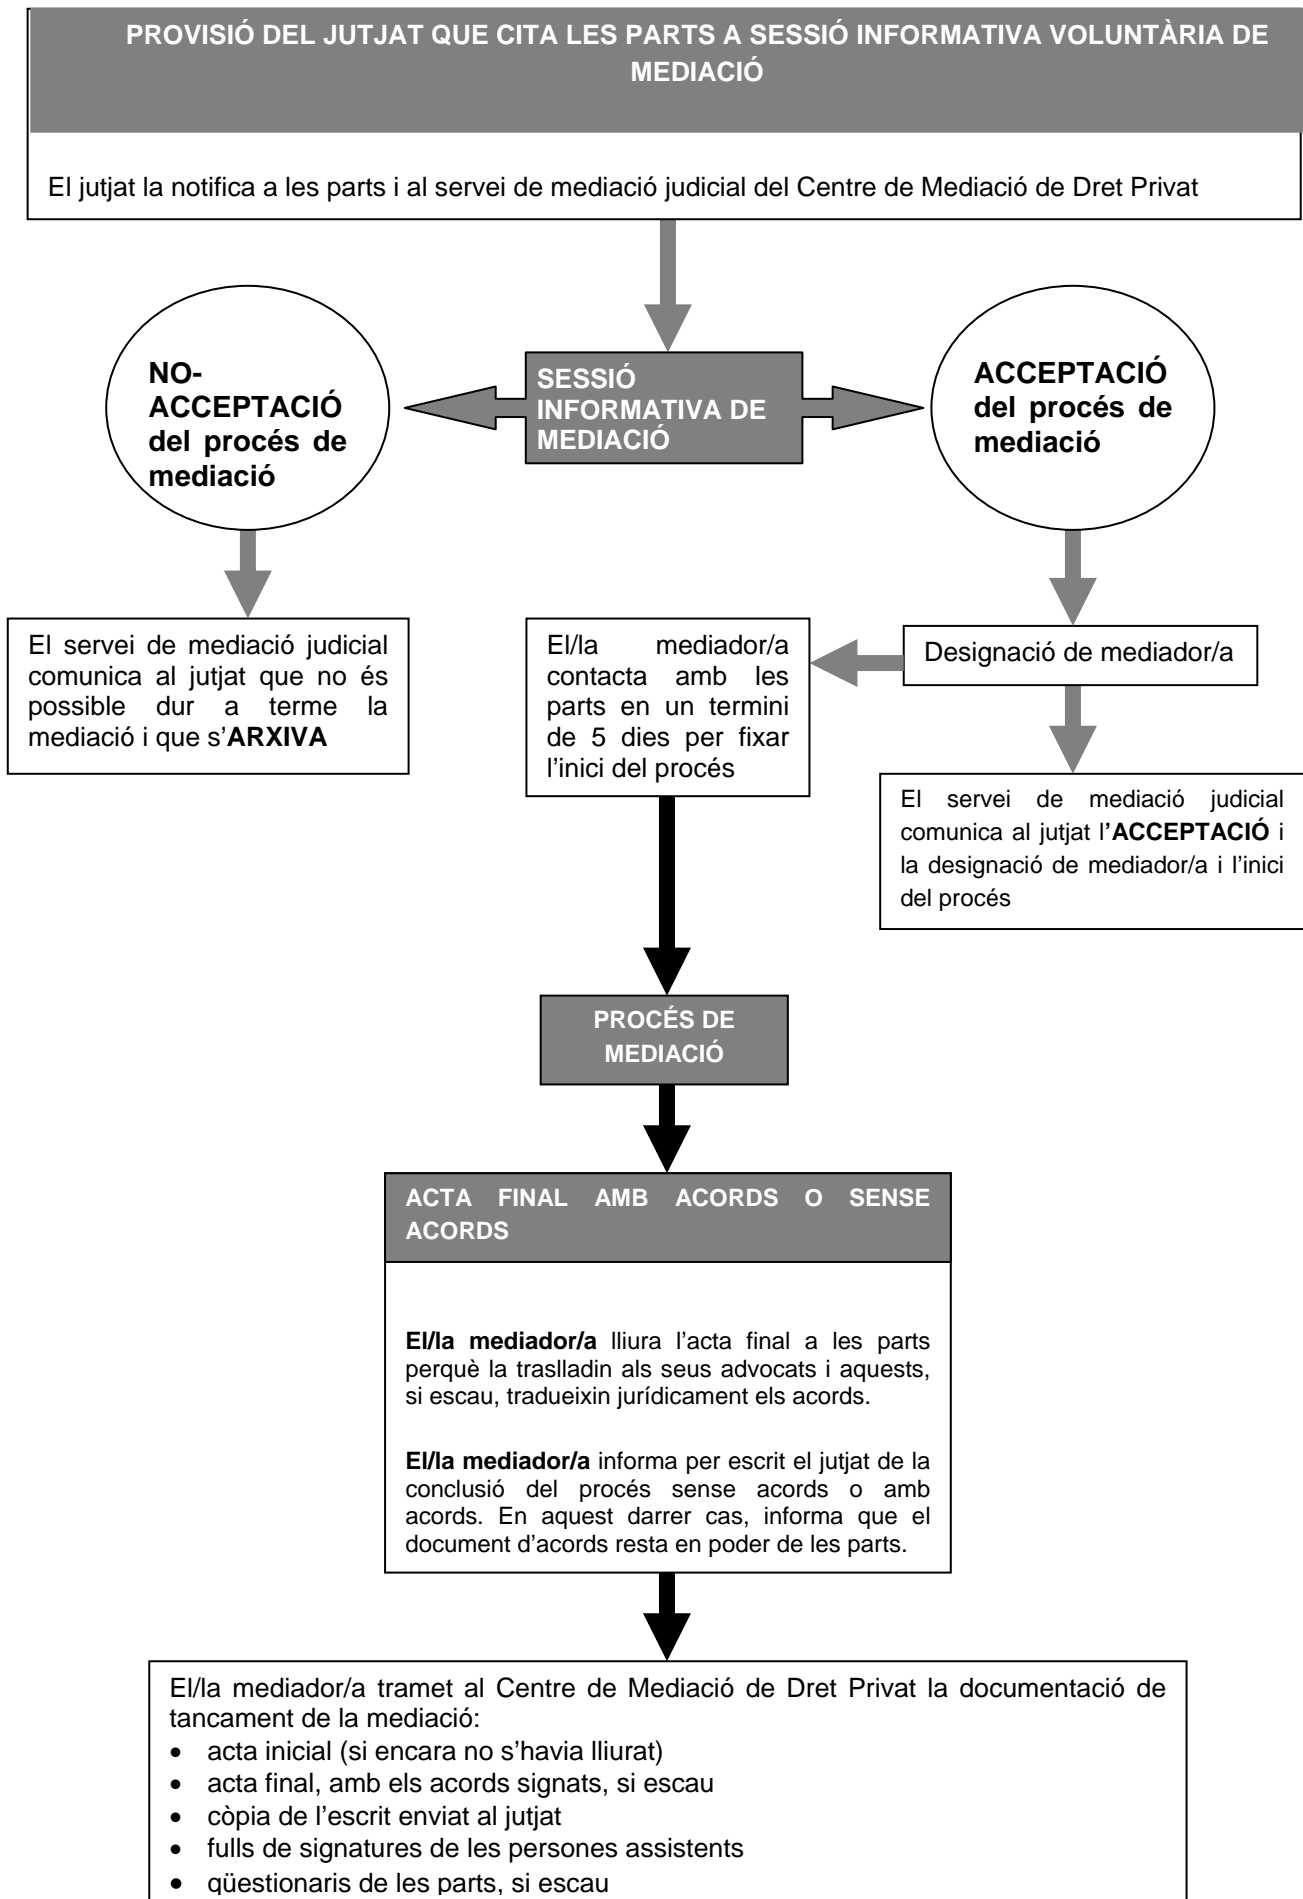 PROVISIÓ DEL JUTJAT QUE CITA LES PARTS A SESSIÓ INFORMATIVA VOLUNTÀRIA DE
MEDIACIÓ
El jutjat la notifica a les parts i al servei de mediació judicial del Centre de Mediació de Dret Privat
NO-
ACCEPTACIÓ
del procés de
mediació
SESSIÓ
INFORMATIVA DE
MEDIACIÓ
ACCEPTACIÓ
del procés de
mediació
El servei de mediació judicial
comunica al jutjat que no és
possible dur a terme la
mediació i que s’ARXIVA
El/la mediador/a
contacta amb les
parts en un termini
de 5 dies per fixar
l’inici del procés
Designació de mediador/a
El servei de mediació judicial
comunica al jutjat l’ACCEPTACIÓ i
la designació de mediador/a i l’inici
del procés
PROCÉS DE
MEDIACIÓ
ACTA FINAL AMB ACORDS O SENSE
ACORDS
El/la mediador/a lliura l’acta final a les parts
perquè la traslladin als seus advocats i aquests,
si escau, tradueixin jurídicament els acords.
El/la mediador/a informa per escrit el jutjat de la
conclusió del procés sense acords o amb
acords. En aquest darrer cas, informa que el
document d’acords resta en poder de les parts.
El/la mediador/a tramet al Centre de Mediació de Dret Privat la documentació de
tancament de la mediació:
• acta inicial (si encara no s’havia lliurat)
• acta final, amb els acords signats, si escau
• còpia de l’escrit enviat al jutjat
• fulls de signatures de les persones assistents
• qüestionaris de les parts, si escau